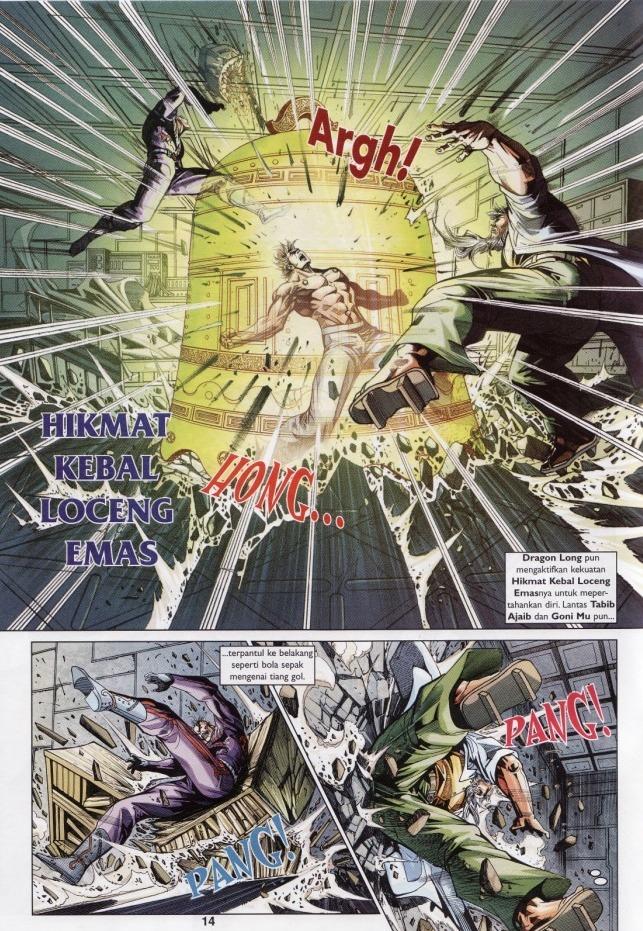 Argh!
HIKMAT
KEBAL
LOCENG
EMAS
HONG...
Dragon Long pun
mengaktifkan kekuatan
Hikmat Kebal Loceng
Emasnya untuk meper-
tahankan diri. Lantas Tabib
Ajaib dan Goni Mu pun...
...terpantul ke belakang
seperti bola sepak
mengenai tiang gol.
PANG!
PANG!
14